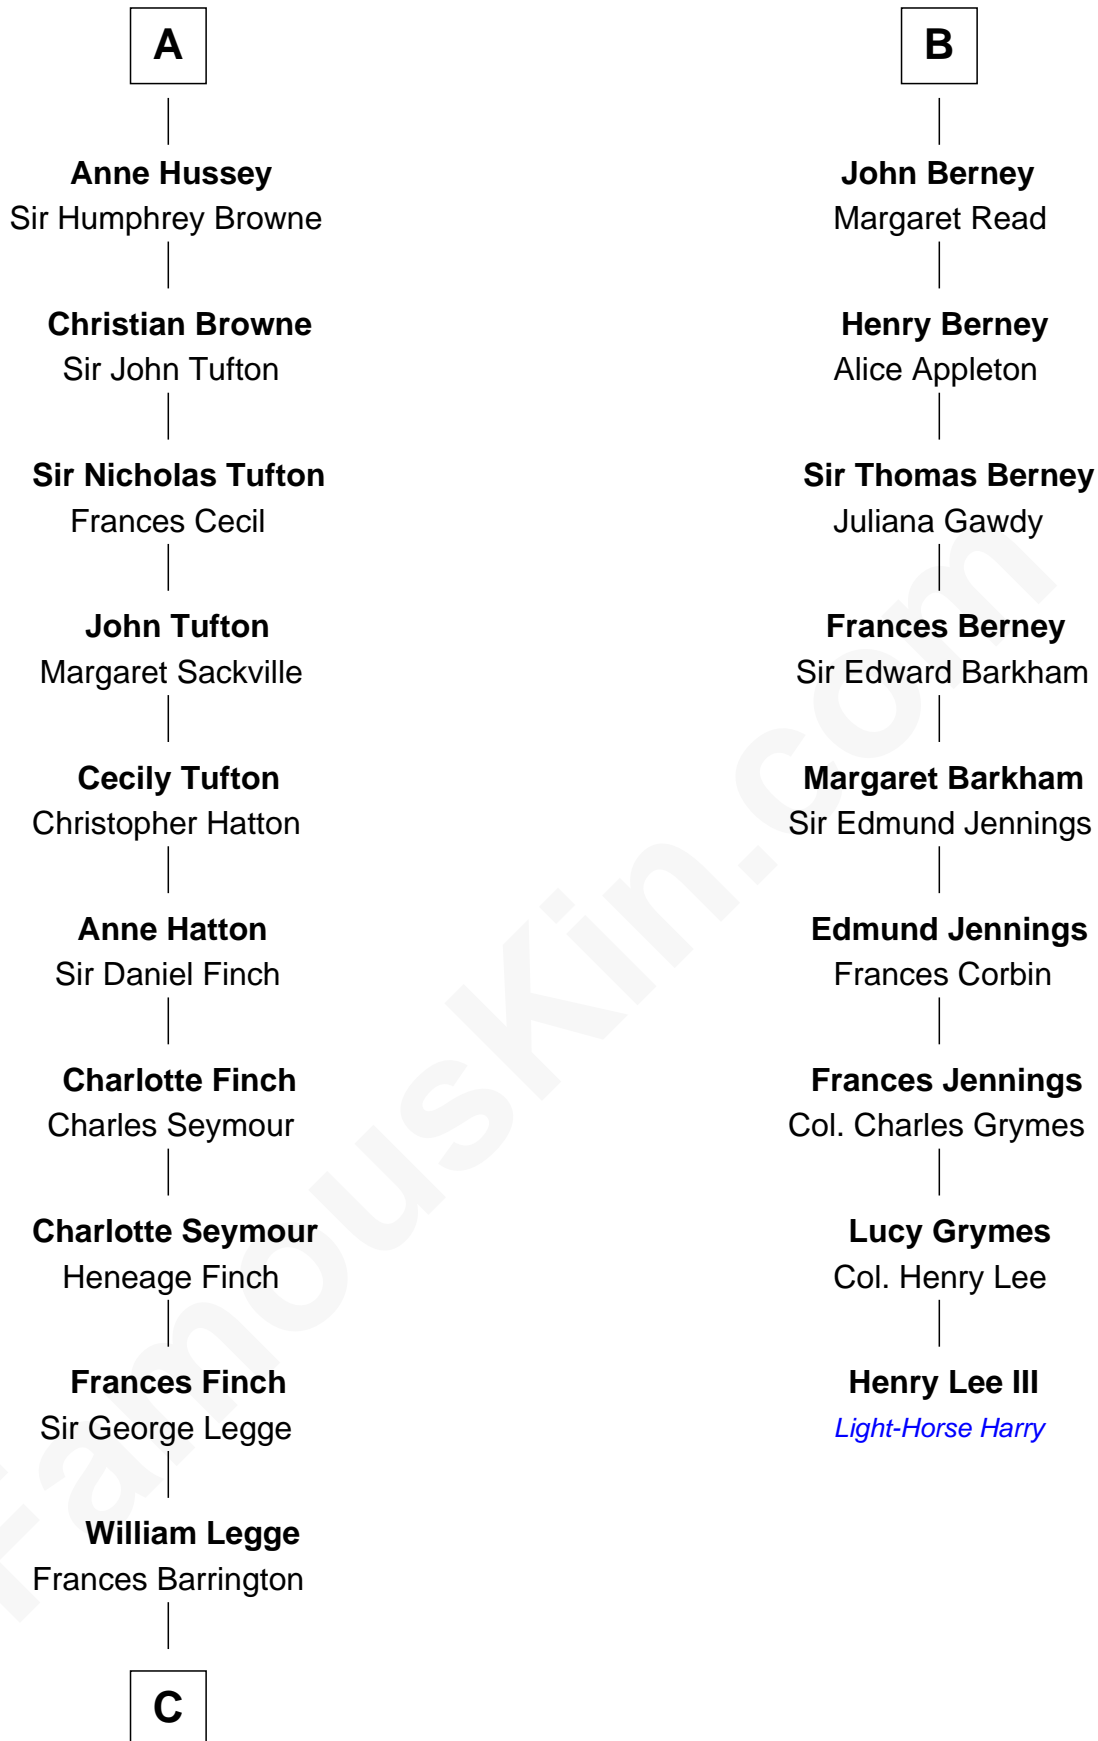 A
Anne Hussey
Sir Humphrey Browne
Christian Browne
Sir John Tufton
Sir Nicholas Tufton
Frances Cecil
John Tufton
Margaret Sackville
Cecily Tufton
Christopher Hatton
Anne Hatton
Sir Daniel Finch
Charlotte Finch
Charles Seymour
Charlotte Seymour
Heneage Finch
Frances Finch
Sir George Legge
William Legge
Frances Barrington
C
B
John Berney
Margaret Read
Henry Berney
Alice Appleton
Sir Thomas Berney
Juliana Gawdy
Frances Berney
Sir Edward Barkham
Margaret Barkham
Sir Edmund Jennings
Edmund Jennings
Frances Corbin
Frances Jennings
Col. Charles Grymes
Lucy Grymes
Col. Henry Lee
Henry Lee III
Light-Horse Harry
FamousKin.com